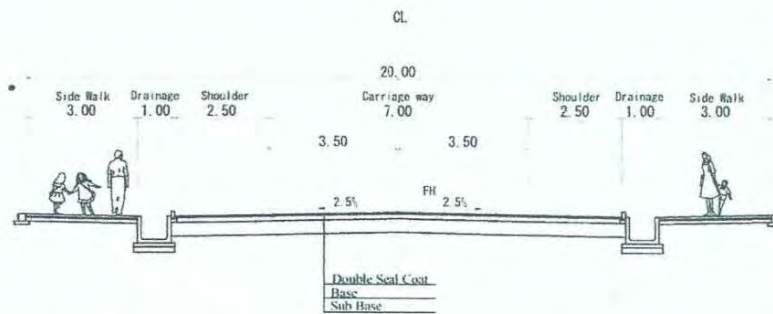 CL
20.00
Side Walk Drainage Shoulder Carriage way Shoulder Drainage Side Walk
3.00 1.00 2.50 7.00 2.50 1.00 3.00
3.50 3.50
FH
2.5% 2.5%
Double Seal Coat
Base
Sub Base